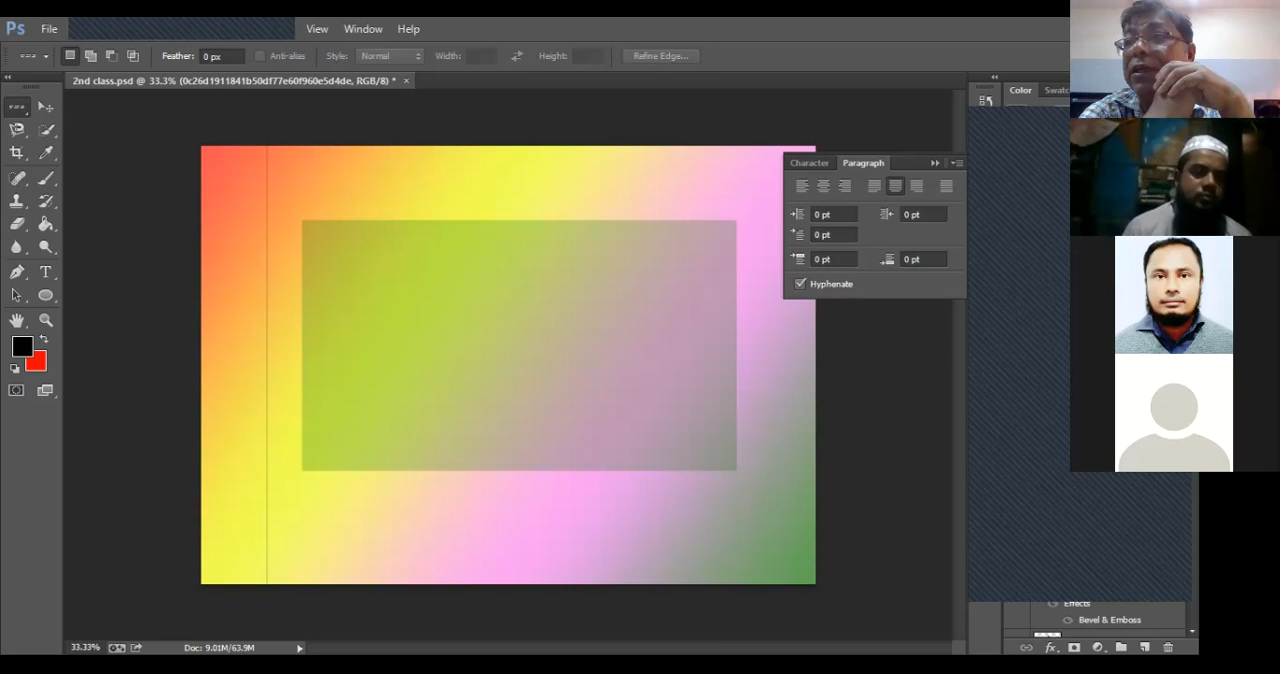 Ps File View Window Help
Feather: 0 px Anti-alias Style: Normal Width: Height: Refine Edge...
2nd class.psd @ 33.3% (0c26d1911841b50df77e60f960e5d4de, RGB/8) * ×
Color Swatc
Character Paragraph
0 pt 0 pt
0 pt
0 pt 0 pt
Hyphenate
T
Effects
Bevel & Emboss
33.33% Doc: 9.01M/63.9M
fx